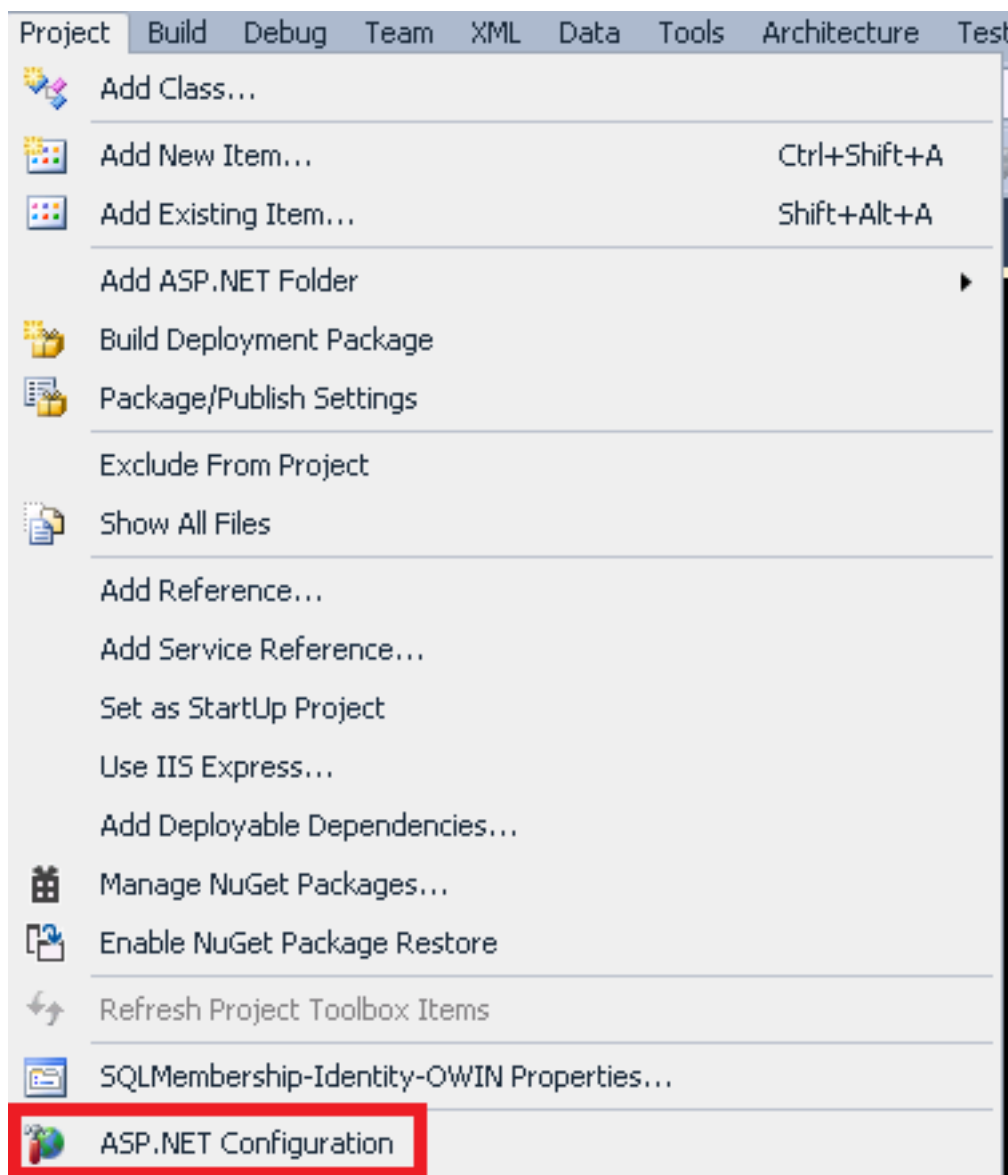 Project Build Debug Team XML Data Tools Architecture Test
Add Class...
Add New Item... Ctrl+Shift+A
Add Existing Item... Shift+Alt+A
Add ASP.NET Folder
Build Deployment Package
Package/Publish Settings
Exclude From Project
Show All Files
Add Reference...
Add Service Reference...
Set as StartUp Project
Use IIS Express...
Add Deployable Dependencies...
Manage NuGet Packages...
Enable NuGet Package Restore
Refresh Project Toolbox Items
SQLMembership-Identity-OWIN Properties...
ASP.NET Configuration